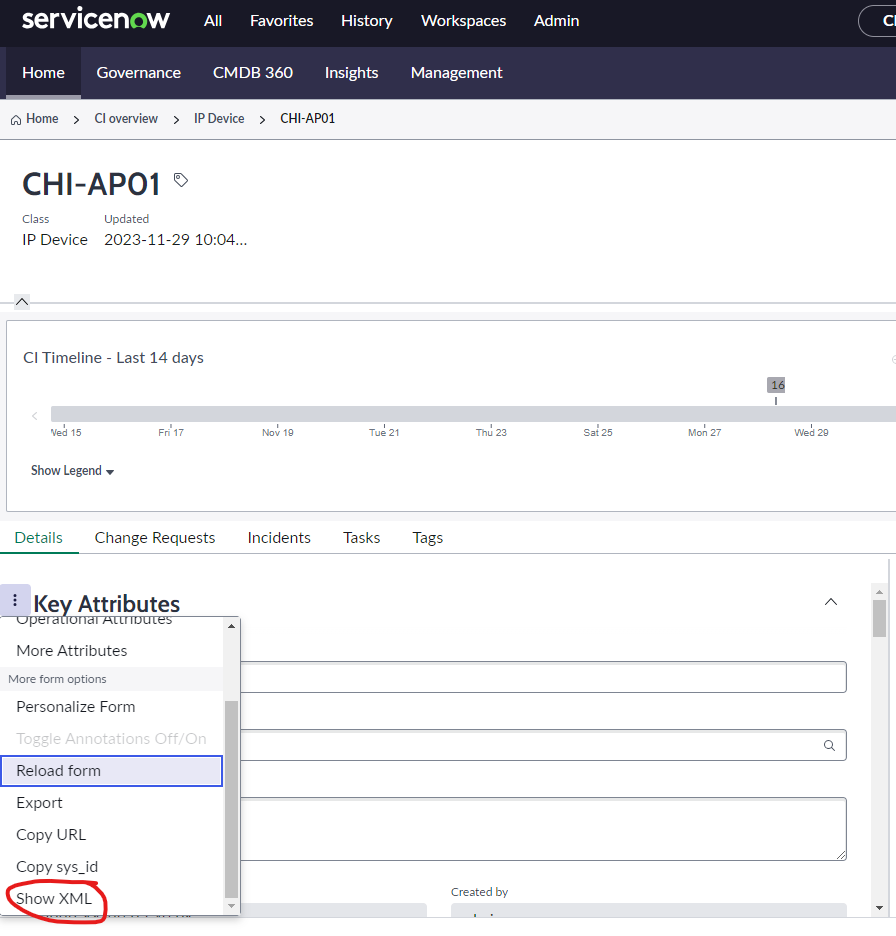 servicenow All Favorites History Workspaces Admin
Home Governance CMDB 360 Insights Management
Home > CI overview > IP Device > CHI-AP01
CHI-AP01
Class Updated
IP Device 2023-11-29 10:04...
CI Timeline - Last 14 days
16
Wed 15 Fri 17 Nov 19 Tue 21 Thu 23 Sat 25 Mon 27 Wed 29
Show Legend
Details Change Requests Incidents Tasks Tags
Key Attributes
Operational Attributes
More Attributes
More form options
Personalize Form
Toggle Annotations Off/On
Reload form
Export
Copy URL
Copy sys_id
Show XML
Created by